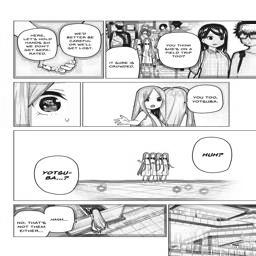 HERE,
LET'S HOLD
HANDS SO WE
DON'T GET
SEPA-
RATED.
WE'D
BETTER BE
CAREFUL
OR WE'LL
GET LOST.
IT SURE IS
CROWDED.
YOU THINK
SHE'S ON A
FIELD TRIP
TOO?
YOU TOO,
YOTSUBA.
HUH?
YOTSU-
BA...?
HMM...
NO. THAT'S
NOT THEM
EITHER...